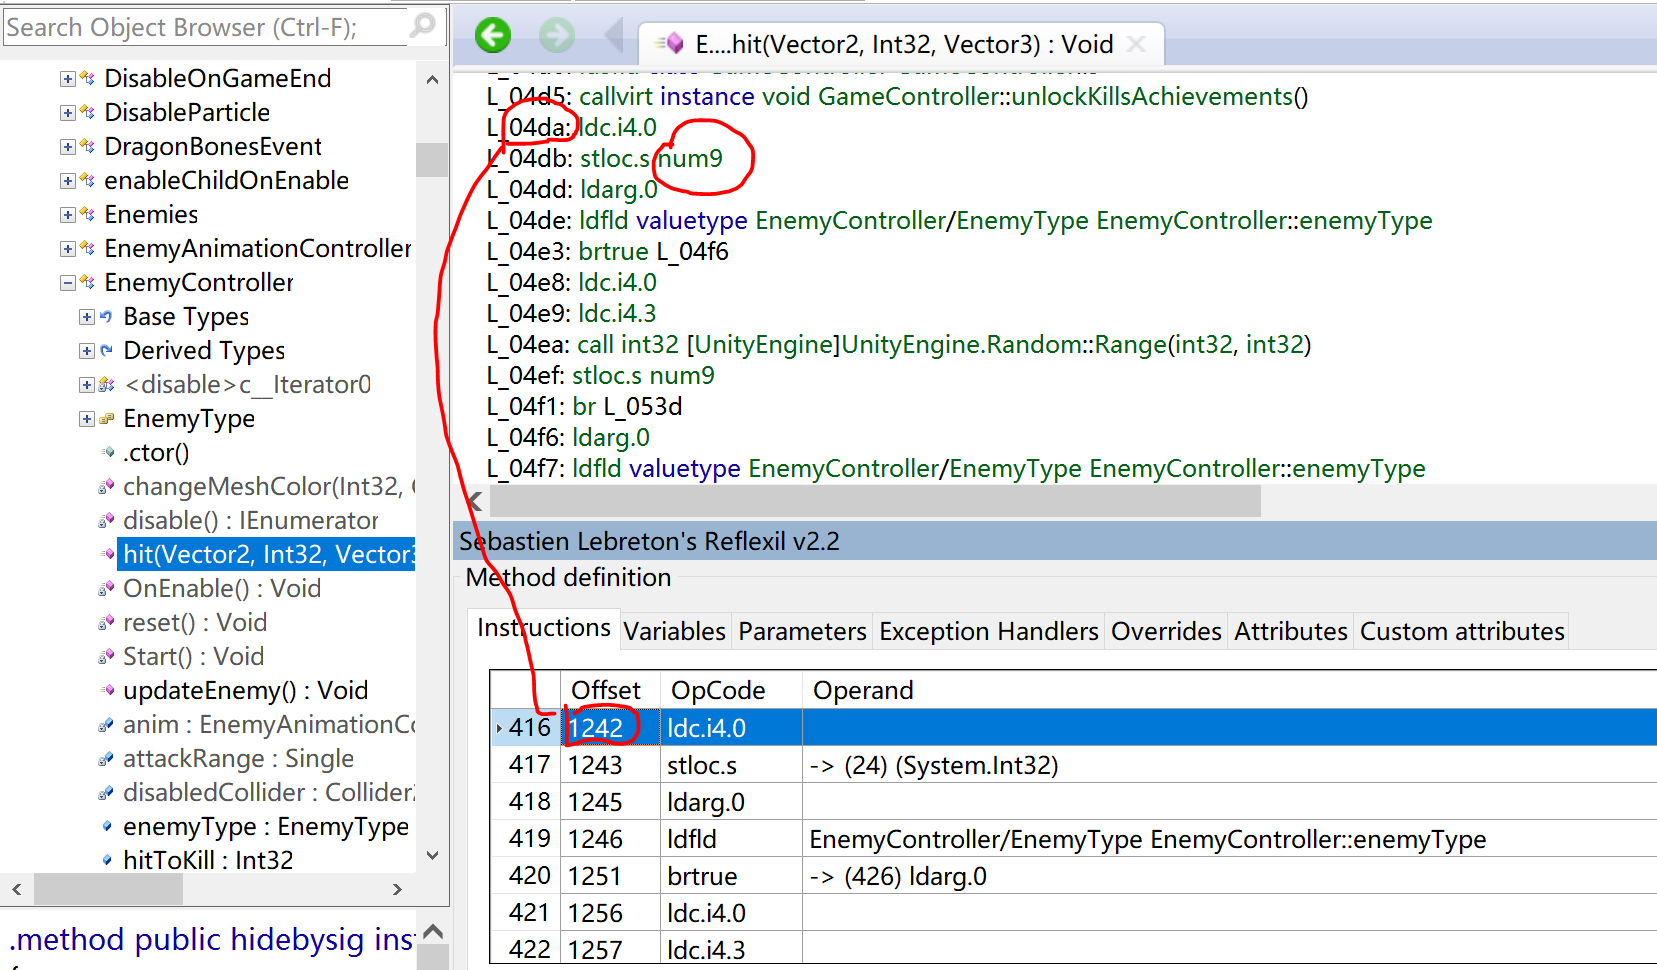 Search Object Browser (Ctrl-F);
DisableOnGameEnd
DisableParticle
DragonBonesEvent
enableChildOnEnable
Enemies
EnemyAnimationController
EnemyController
Base Types
Derived Types
<disable>c__Iterator0
EnemyType
.ctor()
changeMeshColor(Int32,
disable() : IEnumerator
hit(Vector2, Int32, Vector3
OnEnable() : Void
reset() : Void
Start() : Void
updateEnemy() : Void
anim : EnemyAnimationCo
attackRange : Single
disabledCollider : Collider2
enemyType : EnemyType
hitToKill : Int32
.method public hidebysig inst
E....hit(Vector2, Int32, Vector3) : Void
L_04d5: callvirt instance void GameController::unlockKillsAchievements()
L_04da: ldc.i4.0
L_04db: stloc.s num9
L_04dd: ldarg.0
L_04de: ldfld valuetype EnemyController/EnemyType EnemyController::enemyType
L_04e3: brtrue L_04f6
L_04e8: ldc.i4.0
L_04e9: ldc.i4.3
L_04ea: call int32 [UnityEngine]UnityEngine.Random::Range(int32, int32)
L_04ef: stloc.s num9
L_04f1: br L_053d
L_04f6: ldarg.0
L_04f7: ldfld valuetype EnemyController/EnemyType EnemyController::enemyType
Sebastien Lebreton's Reflexil v2.2
Method definition
Instructions Variables Parameters Exception Handlers Overrides Attributes Custom attributes
Offset OpCode Operand
416 1242 ldc.i4.0
417 1243 stloc.s -> (24) (System.Int32)
418 1245 ldarg.0
419 1246 ldfld EnemyController/EnemyType EnemyController::enemyType
420 1251 brtrue -> (426) ldarg.0
421 1256 ldc.i4.0
422 1257 ldc.i4.3